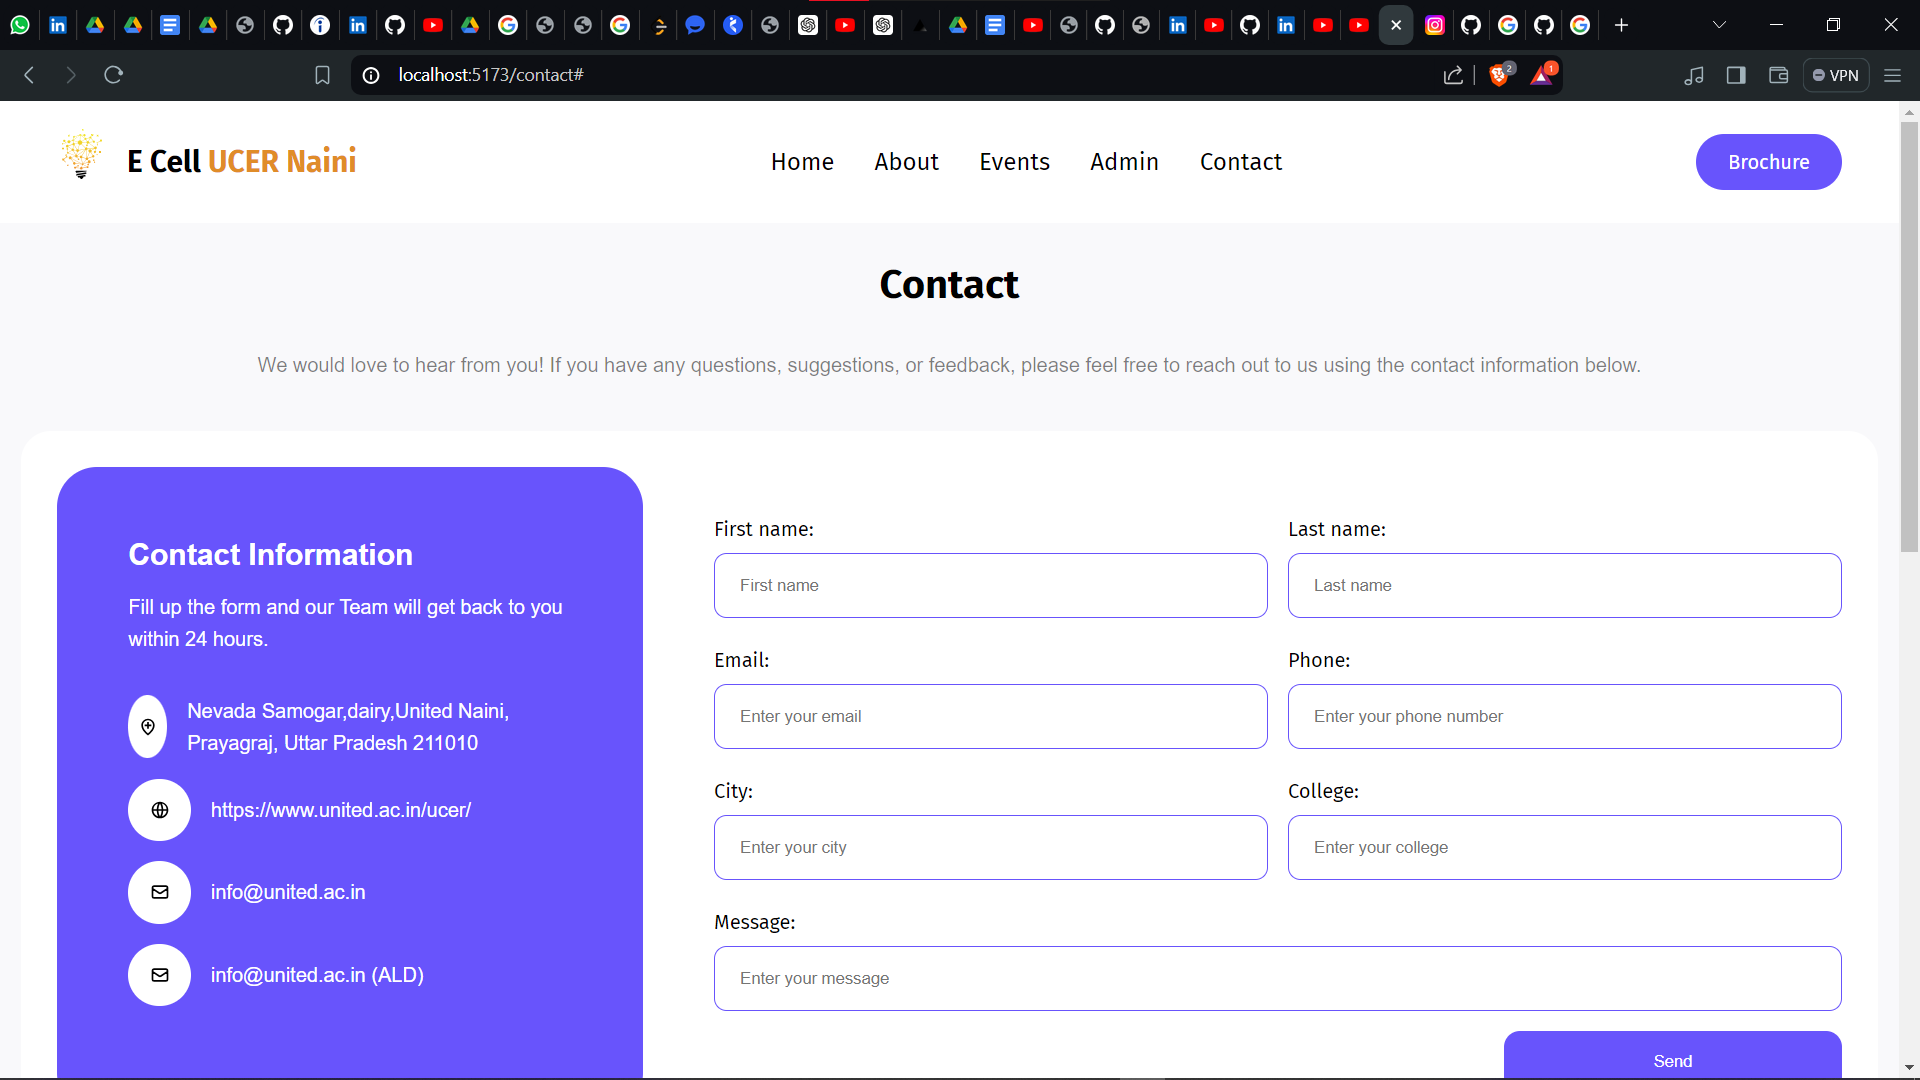 localhost:5173/contact#
2
1
VPN
E Cell UCER Naini
Home About Events Admin Contact
Brochure
Contact
We would love to hear from you! If you have any questions, suggestions, or feedback, please feel free to reach out to us using the contact information below.
Contact Information
Fill up the form and our Team will get back to you
within 24 hours.
Nevada Samogar,dairy,United Naini,
Prayagraj, Uttar Pradesh 211010
https://www.united.ac.in/ucer/
info@united.ac.in
info@united.ac.in (ALD)
First name:
First name
Last name:
Last name
Email:
Enter your email
Phone:
Enter your phone number
City:
Enter your city
College:
Enter your college
Message:
Enter your message
Send